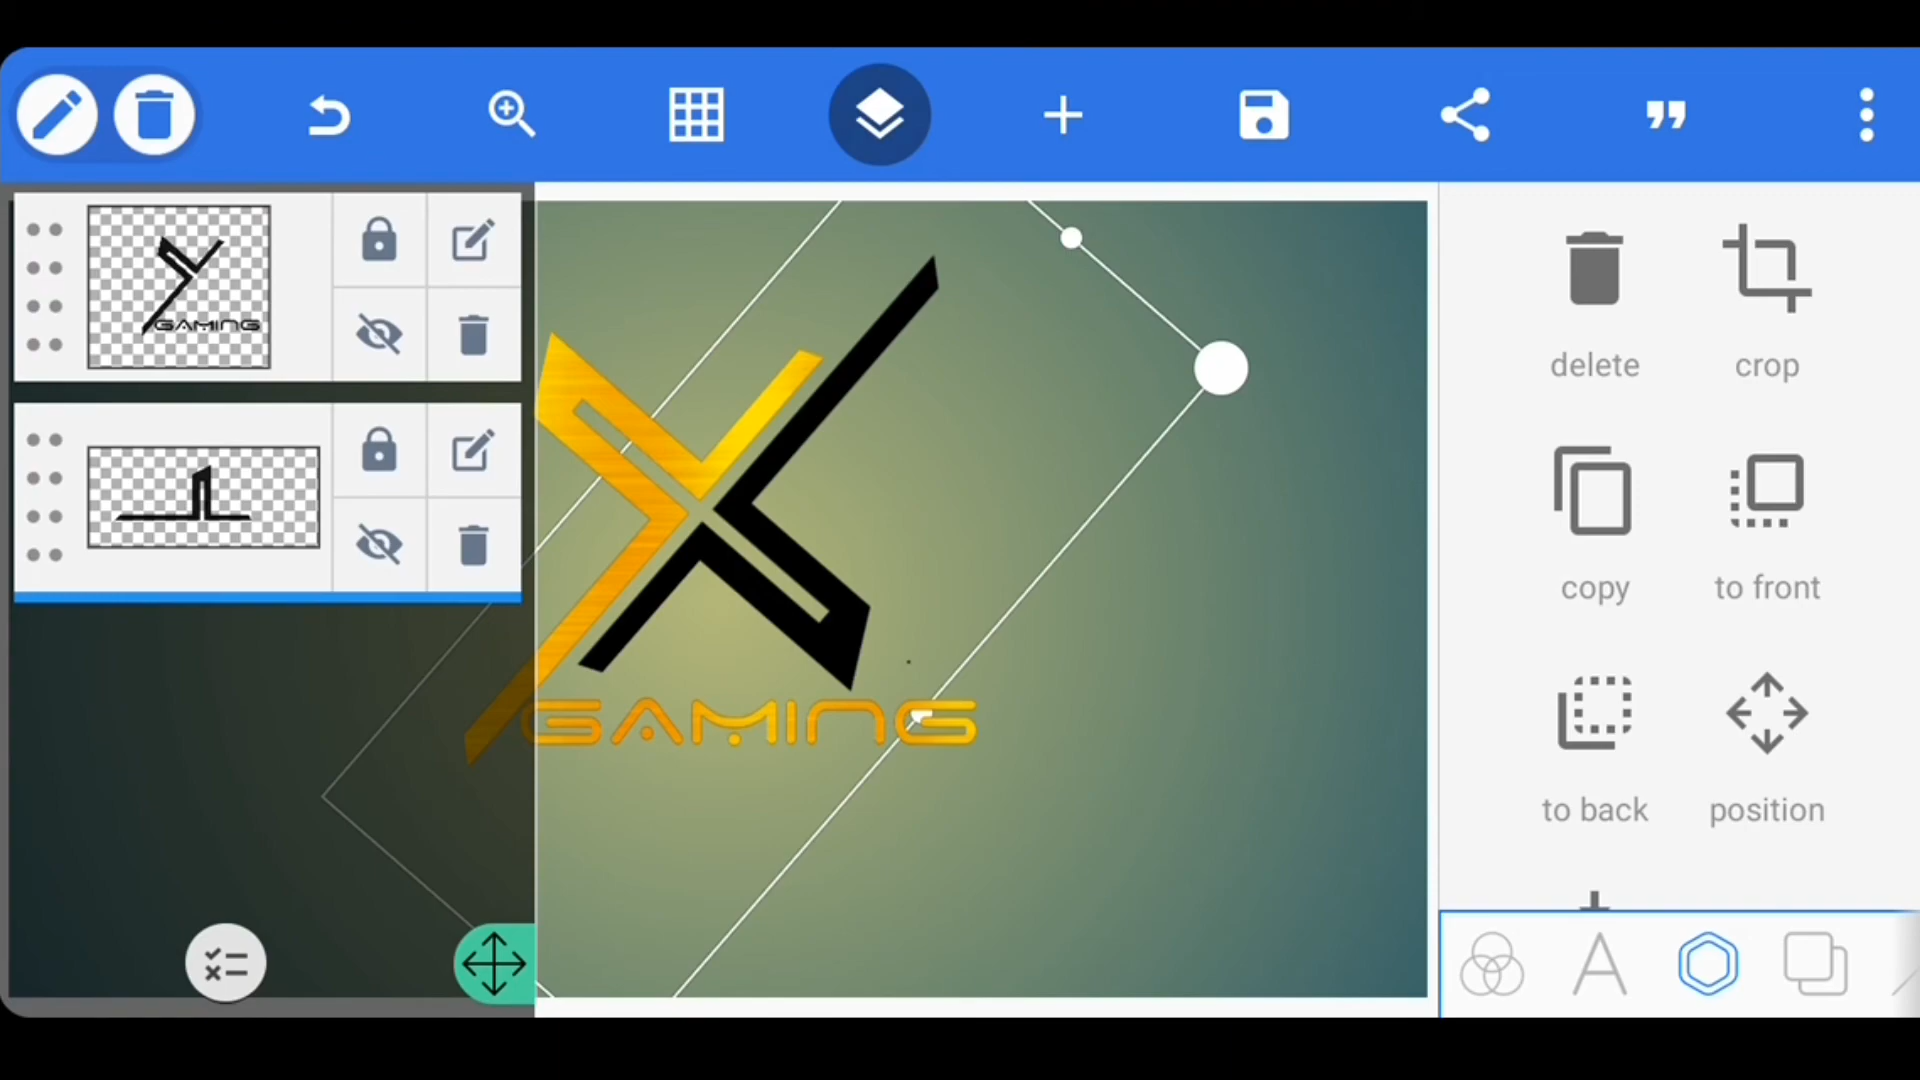 GAMING
GAMING
delete
crop
copy
to front
to back
position
A